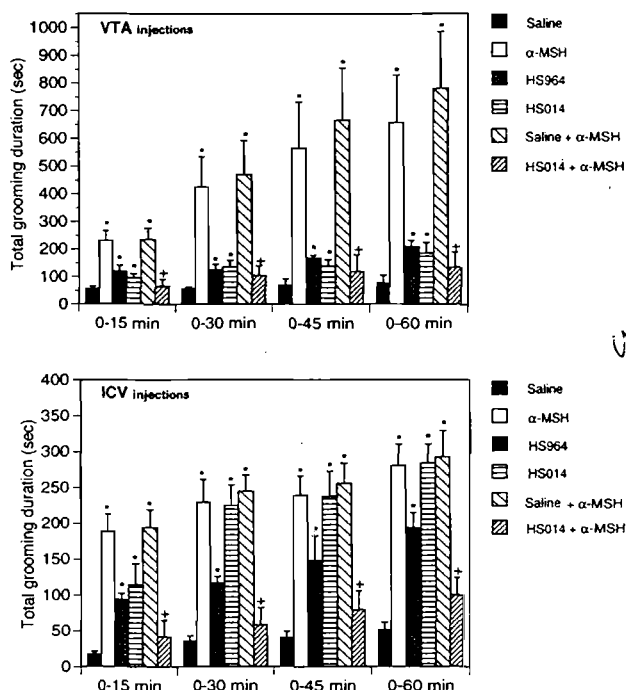 VTA injections
Total grooming duration (sec)
1000
900
800
700
600
500
400
300
200
100
0
0-15 min
0-30 min
0-45 min
0-60 min
Saline
α-MSH
HS964
HS014
Saline + α-MSH
HS014 + α-MSH
ICV injections
Total grooming duration (sec)
400
350
300
250
200
150
100
50
0
0-15 min
0-30 min
0-45 min
0-60 min
Saline
α-MSH
HS964
HS014
Saline + α-MSH
HS014 + α-MSH